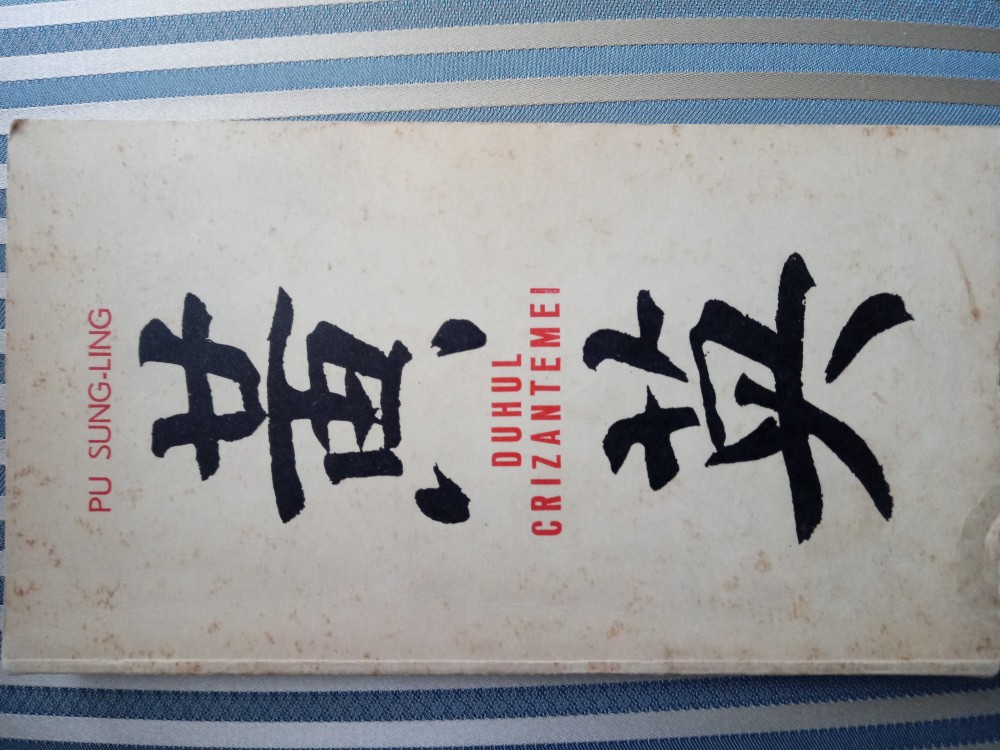 PU SUNG-LING
黄
DUHUL
CRIZANTEMEI
英